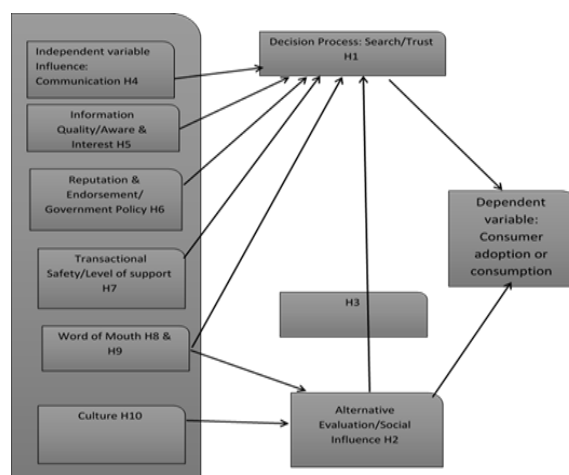 Independent variable
Influence:
Communication H4
Information
Quality/Aware &
Interest H5
Reputation &
Endorsement/
Government Policy H6
Transactional
Safety/Level of support
H7
Word of Mouth H8 &
H9
Culture H10
Decision Process: Search/Trust
H1
H3
Alternative
Evaluation/Social
Influence H2
Dependent
variable:
Consumer
adoption or
consumption